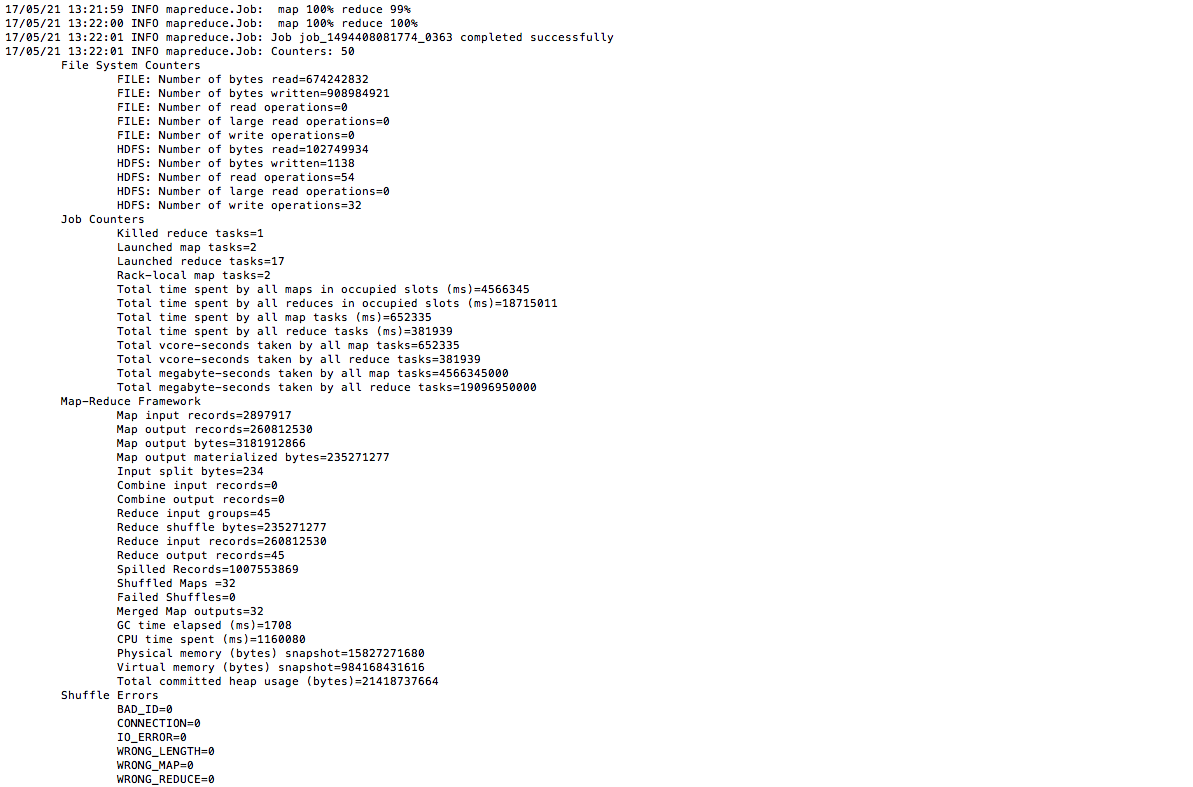 17/05/21 13:21:59 INFO mapreduce.Job:  map 100% reduce 99%
17/05/21 13:22:00 INFO mapreduce.Job:  map 100% reduce 100%
17/05/21 13:22:01 INFO mapreduce.Job: Job job_1494408081774_0363 completed successfully
17/05/21 13:22:01 INFO mapreduce.Job: Counters: 50
File System Counters
FILE: Number of bytes read=674242832
FILE: Number of bytes written=908984921
FILE: Number of read operations=0
FILE: Number of large read operations=0
FILE: Number of write operations=0
HDFS: Number of bytes read=102749934
HDFS: Number of bytes written=1138
HDFS: Number of read operations=54
HDFS: Number of large read operations=0
HDFS: Number of write operations=32
Job Counters
Killed reduce tasks=1
Launched map tasks=2
Launched reduce tasks=17
Rack-local map tasks=2
Total time spent by all maps in occupied slots (ms)=4566345
Total time spent by all reduces in occupied slots (ms)=18715011
Total time spent by all map tasks (ms)=652335
Total time spent by all reduce tasks (ms)=381939
Total vcore-seconds taken by all map tasks=652335
Total vcore-seconds taken by all reduce tasks=381939
Total megabyte-seconds taken by all map tasks=4566345000
Total megabyte-seconds taken by all reduce tasks=19096950000
Map-Reduce Framework
Map input records=2897917
Map output records=260812530
Map output bytes=3181912866
Map output materialized bytes=235271277
Input split bytes=234
Combine input records=0
Combine output records=0
Reduce input groups=45
Reduce shuffle bytes=235271277
Reduce input records=260812530
Reduce output records=45
Spilled Records=1007553869
Shuffled Maps =32
Failed Shuffles=0
Merged Map outputs=32
GC time elapsed (ms)=1708
CPU time spent (ms)=1160080
Physical memory (bytes) snapshot=15827271680
Virtual memory (bytes) snapshot=984168431616
Total committed heap usage (bytes)=21418737664
Shuffle Errors
BAD_ID=0
CONNECTION=0
IO_ERROR=0
WRONG_LENGTH=0
WRONG_MAP=0
WRONG_REDUCE=0